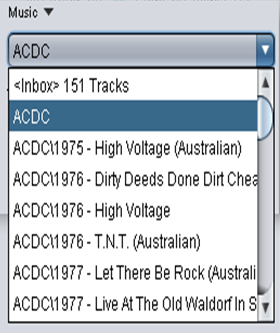 Music ▼
ACDC
<Inbox> 151 Tracks
ACDC
ACDC\1975 - High Voltage (Australian)
ACDC\1976 - Dirty Deeds Done Dirt Chea
ACDC\1976 - High Voltage
ACDC\1976 - T.N.T. (Australian)
ACDC\1977 - Let There Be Rock (Australi
ACDC\1977 - Live At The Old Waldorf In S